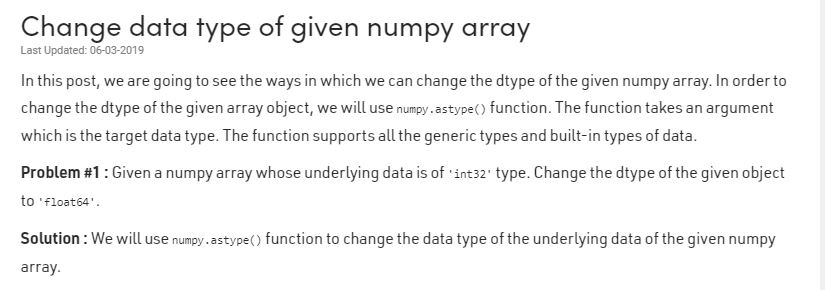 Change data type of given numpy array
Last Updated: 06-03-2019
In this post, we are going to see the ways in which we can change the dtype of the given numpy array. In order to
change the dtype of the given array object, we will use numpy.astype() function. The function takes an argument
which is the target data type. The function supports all the generic types and built-in types of data.
Problem #1 : Given a numpy array whose underlying data is of 'int32' type. Change the dtype of the given object
to 'float64'.
Solution : We will use numpy.astype() function to change the data type of the underlying data of the given numpy
array.